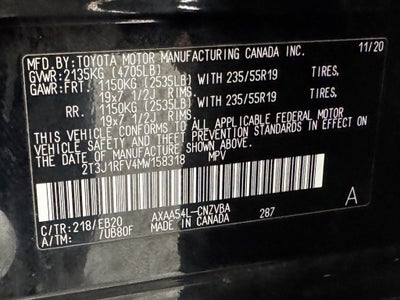 MFD.BY:TOYOTA MOTOR MANUFACTURING CANADA INC. 11/20
GVWR:2135KG (4705LB)
GAWR:FRT. 1150KG (2535LB) WITH 235/55R19 TIRES,
19x7 1/2J RIMS
RR. 1150KG (2535LB) WITH 235/55R19 TIRES,
19x7 1/2J RIMS
THIS VEHICLE CONFORMS TO ALL APPLICABLE FEDERAL MOTOR
VEHICLE SAFETY AND BUMPER STANDARDS IN EFFECT ON
THE DATE OF MANUFACTURE SHOWN ABOVE.
2T3J1RFV4MW158318 MPV
C/TR:218/EB20 AXAA54L-CNZVBA A
A/TM: /UB80F MADE IN CANADA 287